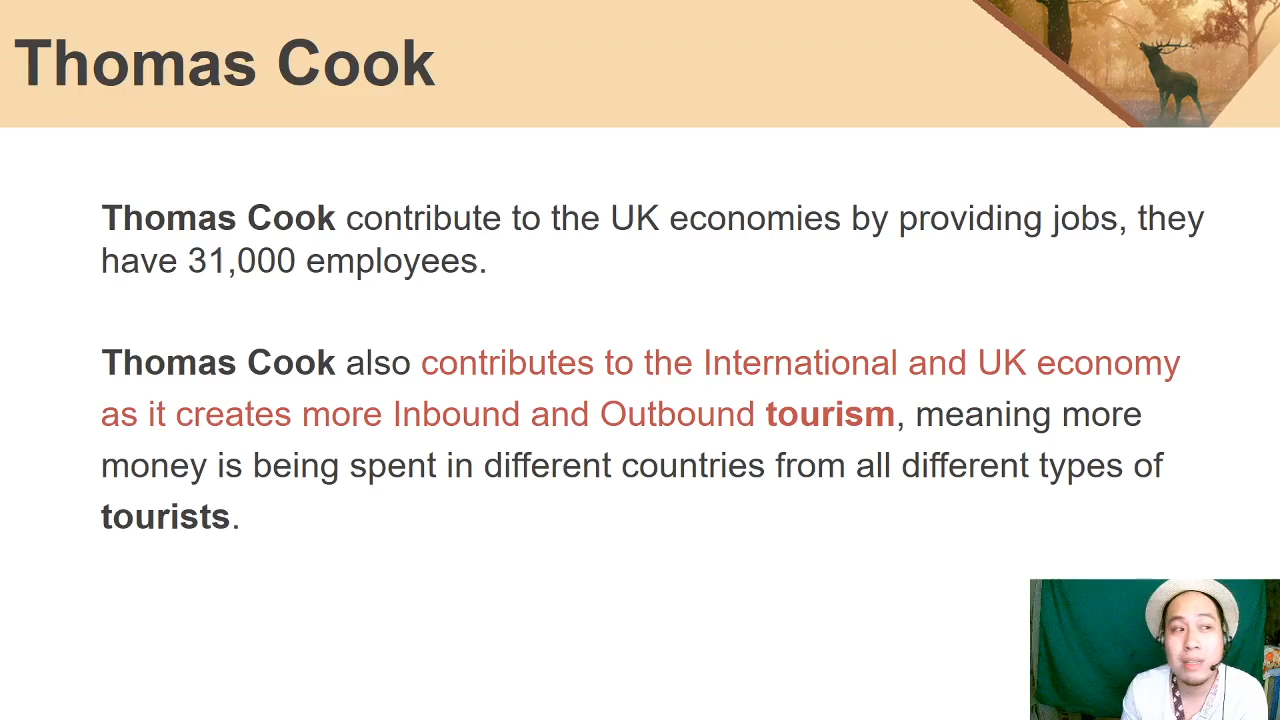 Thomas Cook
Thomas Cook contribute to the UK economies by providing jobs, they
have 31,000 employees.
Thomas Cook also contributes to the International and UK economy
as it creates more Inbound and Outbound tourism, meaning more
money is being spent in different countries from all different types of
tourists.